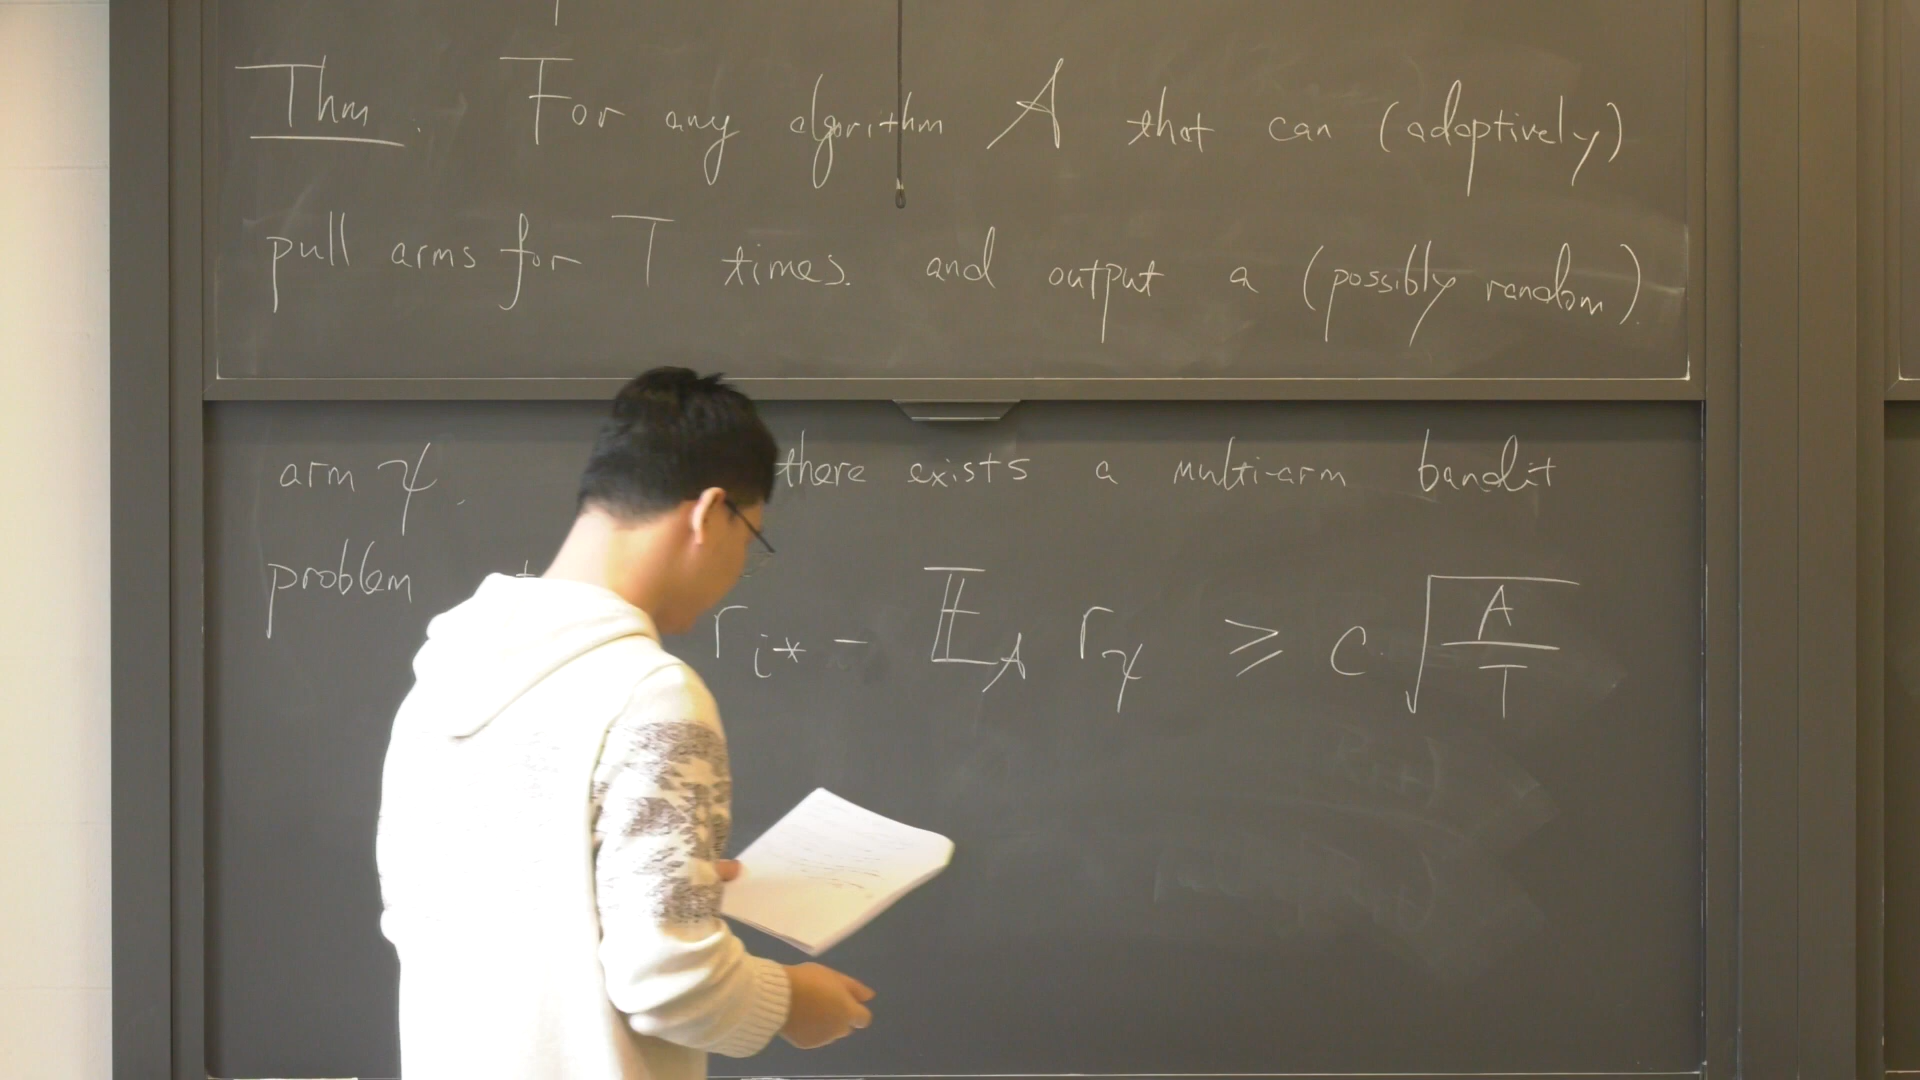 Thm. For any algorithm A that can (adaptively)
pull arms for T times. and output a (possibly random).
arm ψ. there exists a multi-arm bandit
problem
r_{i*} - 𝔼_A r_ψ ≥ c · √(A/T)